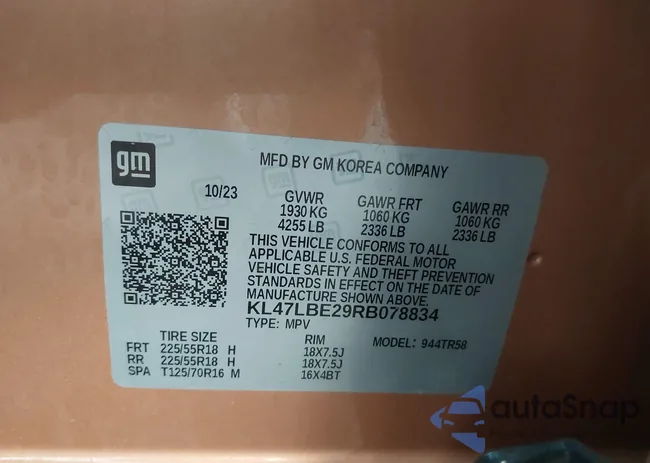 gm
MFD BY GM KOREA COMPANY
10/23
GVWR GAWR FRT GAWR RR
1930 KG 1060 KG 1060 KG
4255 LB 2336 LB 2336 LB
THIS VEHICLE CONFORMS TO ALL
APPLICABLE U.S. FEDERAL MOTOR
VEHICLE SAFETY AND THEFT PREVENTION
STANDARDS IN EFFECT ON THE DATE OF
MANUFACTURE SHOWN ABOVE.
KL47LBE29RB078834
TYPE: MPV
TIRE SIZE RIM MODEL: 944TR58
FRT 225/55R18 H 18X7.5J
RR 225/55R18 H 18X7.5J
SPA T125/70R16 M 16X4BT
autoSnap